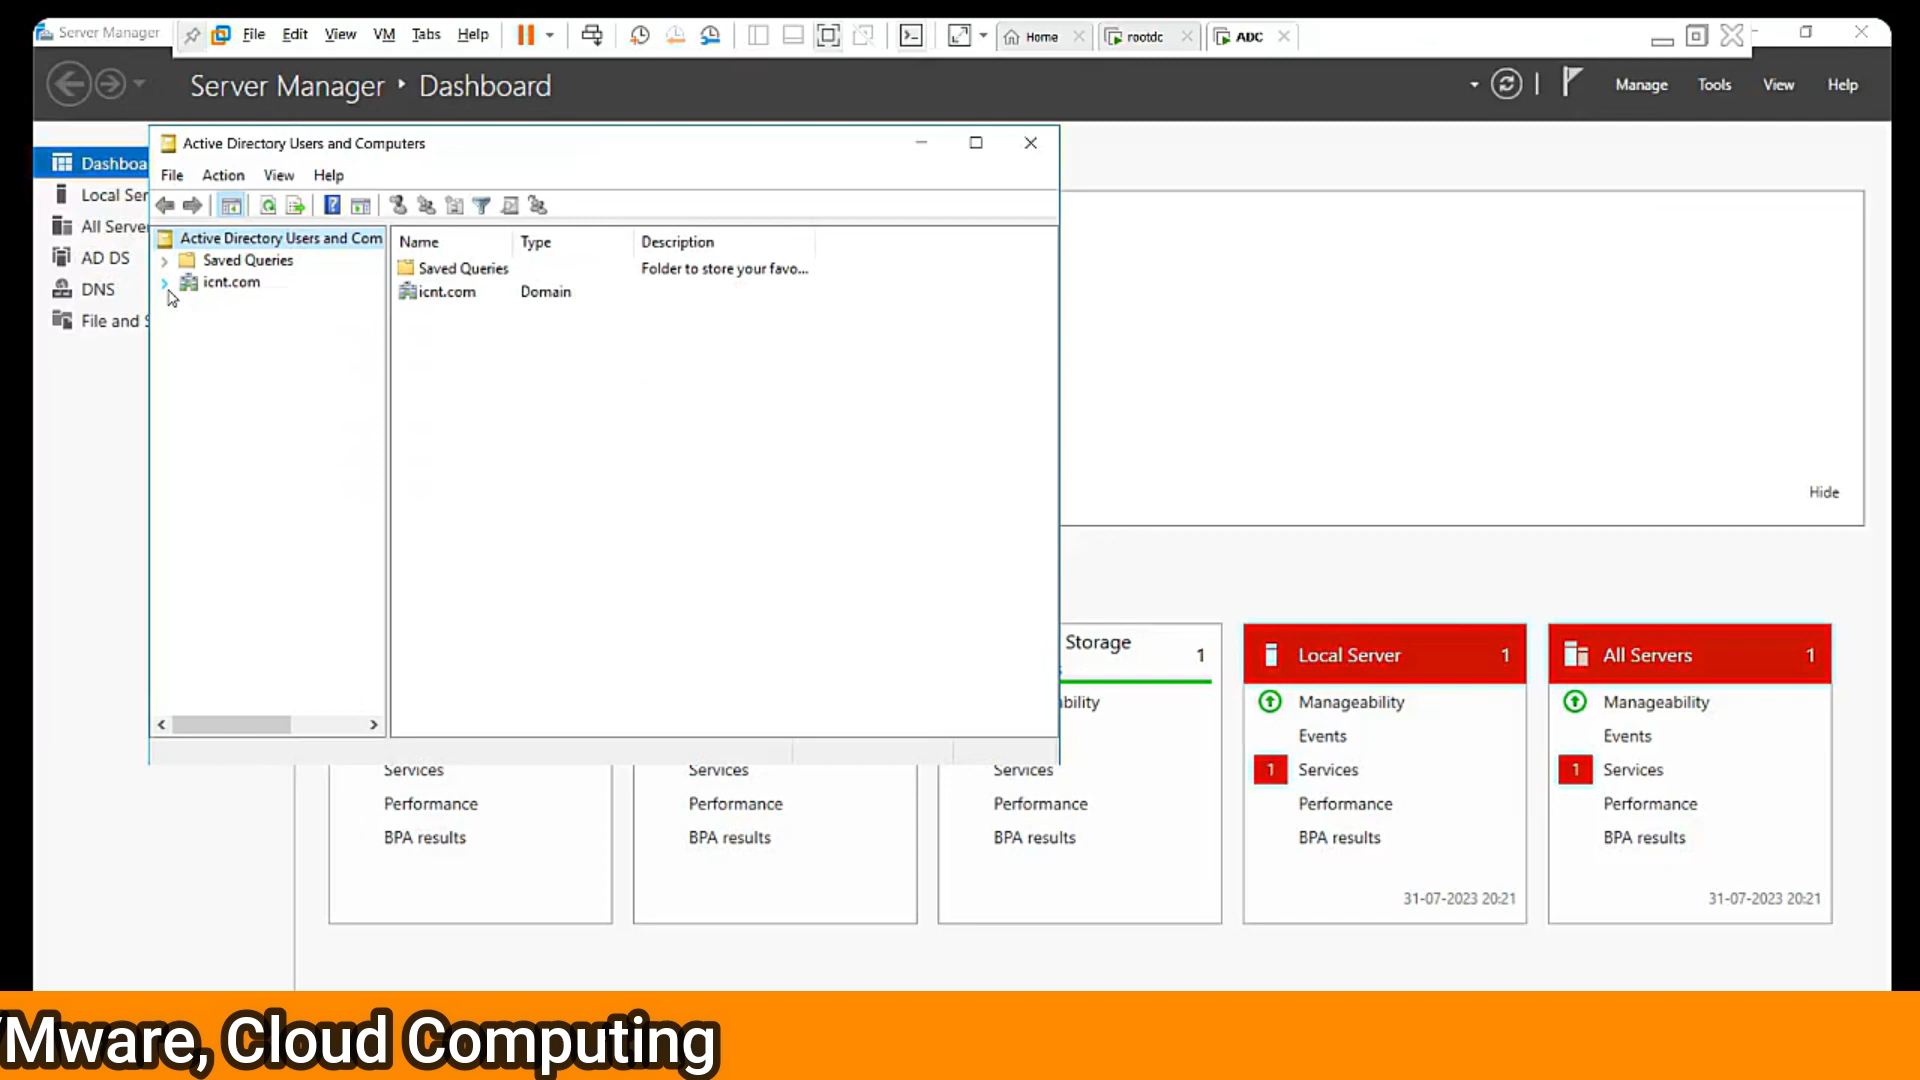 Server Manager
File Edit View VM Tabs Help
Home
rootdc
ADC
Server Manager Dashboard
Manage Tools View Help
Dashboa
Local Ser
All Serve
AD DS
DNS
File and S
Active Directory Users and Computers
File Action View Help
Active Directory Users and Com
Saved Queries
icnt.com
Name Type Description
Saved Queries Folder to store your favo...
icnt.com Domain
Hide
Services
Performance
BPA results
Services
Performance
BPA results
Storage 1
bility
Services
Performance
BPA results
Local Server 1
Manageability
Events
1 Services
Performance
BPA results
31-07-2023 20:21
All Servers 1
Manageability
Events
1 Services
Performance
BPA results
31-07-2023 20:21
Mware, Cloud Computing